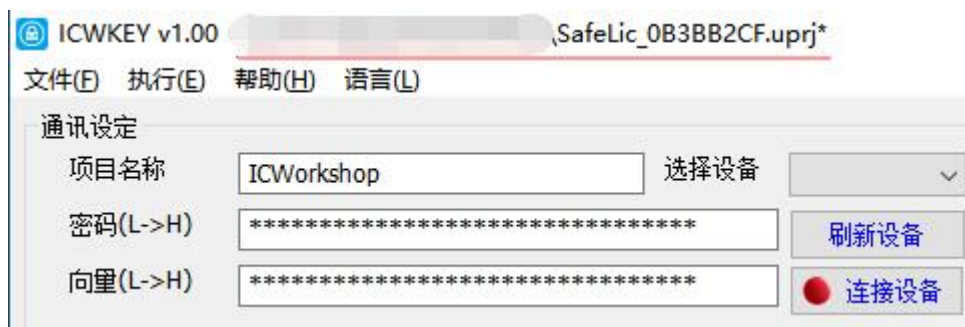 ICWKEY v1.00 \SafeLic_0B3BB2CF.uprj*
文件(F) 执行(E) 帮助(H) 语言(L)
通讯设定
项目名称 ICWorkshop 选择设备
密码(L->H) ******************************** 刷新设备
向量(L->H) ******************************** 连接设备